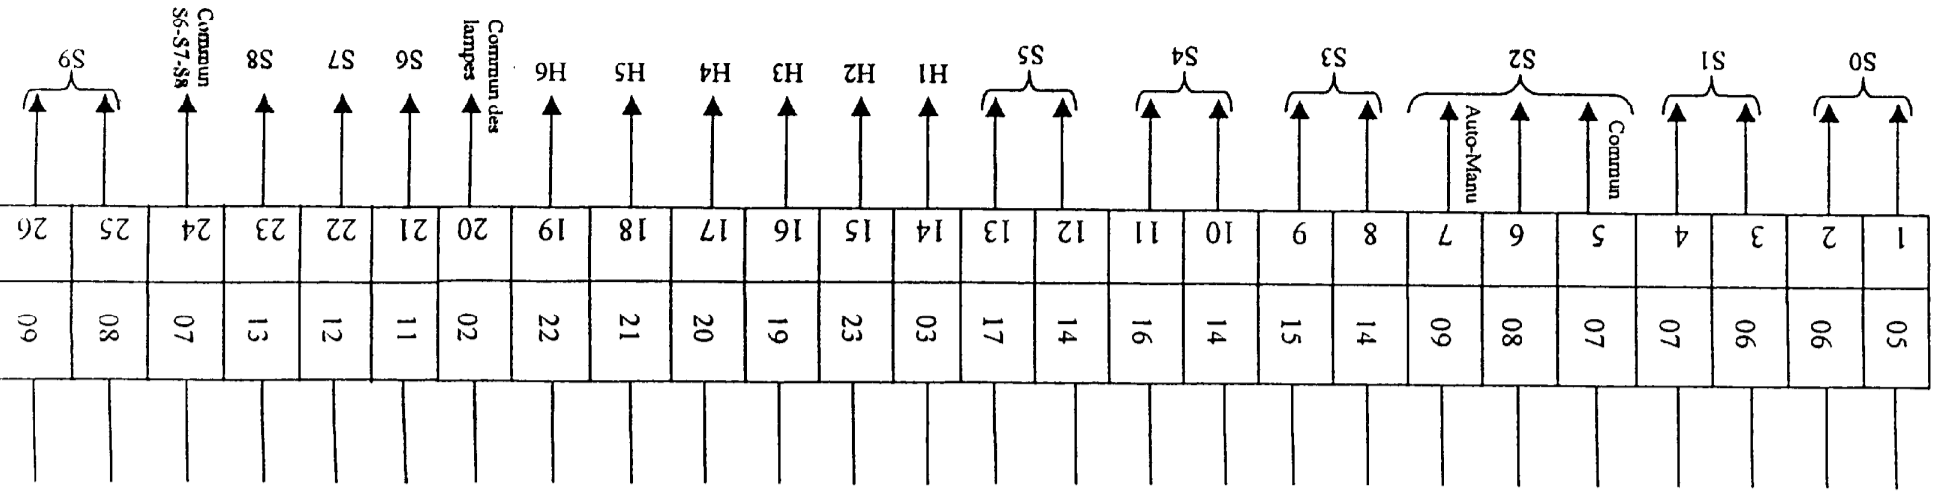 05 06 06 07 07 08 09 14 15 14 16 14 17 03 23 19 20 21 22 02 11 12 13 07 08 09
1 2 3 4 5 6 7 8 9 10 11 12 13 14 15 16 17 18 19 20 21 22 23 24 25 26
Commun
Auto-Manu
S0 S1 S2 S3 S4 S5 H1 H2 H3 H4 H5 H6
Commun des
lampes
S6 S7 S8
Commun
S6-S7-S8
S9